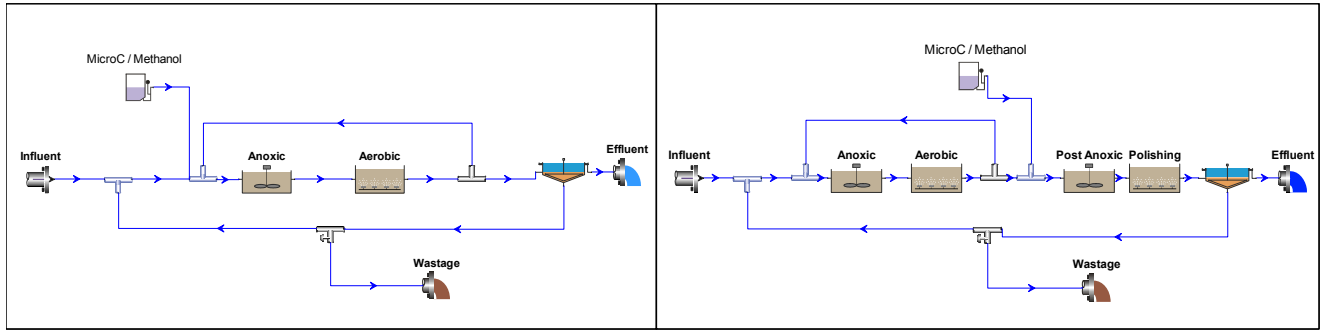 MicroC / Methanol
Influent
Anoxic
Aerobic
Effluent
Wastage
MicroC / Methanol
Influent
Anoxic
Aerobic
Post Anoxic
Polishing
Effluent
Wastage